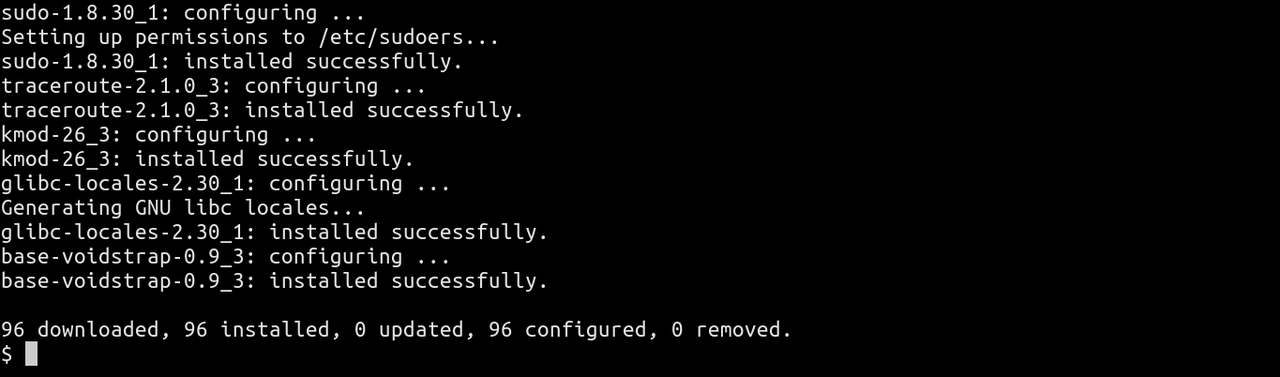 sudo-1.8.30_1: configuring ...
Setting up permissions to /etc/sudoers...
sudo-1.8.30_1: installed successfully.
traceroute-2.1.0_3: configuring ...
traceroute-2.1.0_3: installed successfully.
kmod-26_3: configuring ...
kmod-26_3: installed successfully.
glibc-locales-2.30_1: configuring ...
Generating GNU libc locales...
glibc-locales-2.30_1: installed successfully.
base-voidstrap-0.9_3: configuring ...
base-voidstrap-0.9_3: installed successfully.
96 downloaded, 96 installed, 0 updated, 96 configured, 0 removed.
$